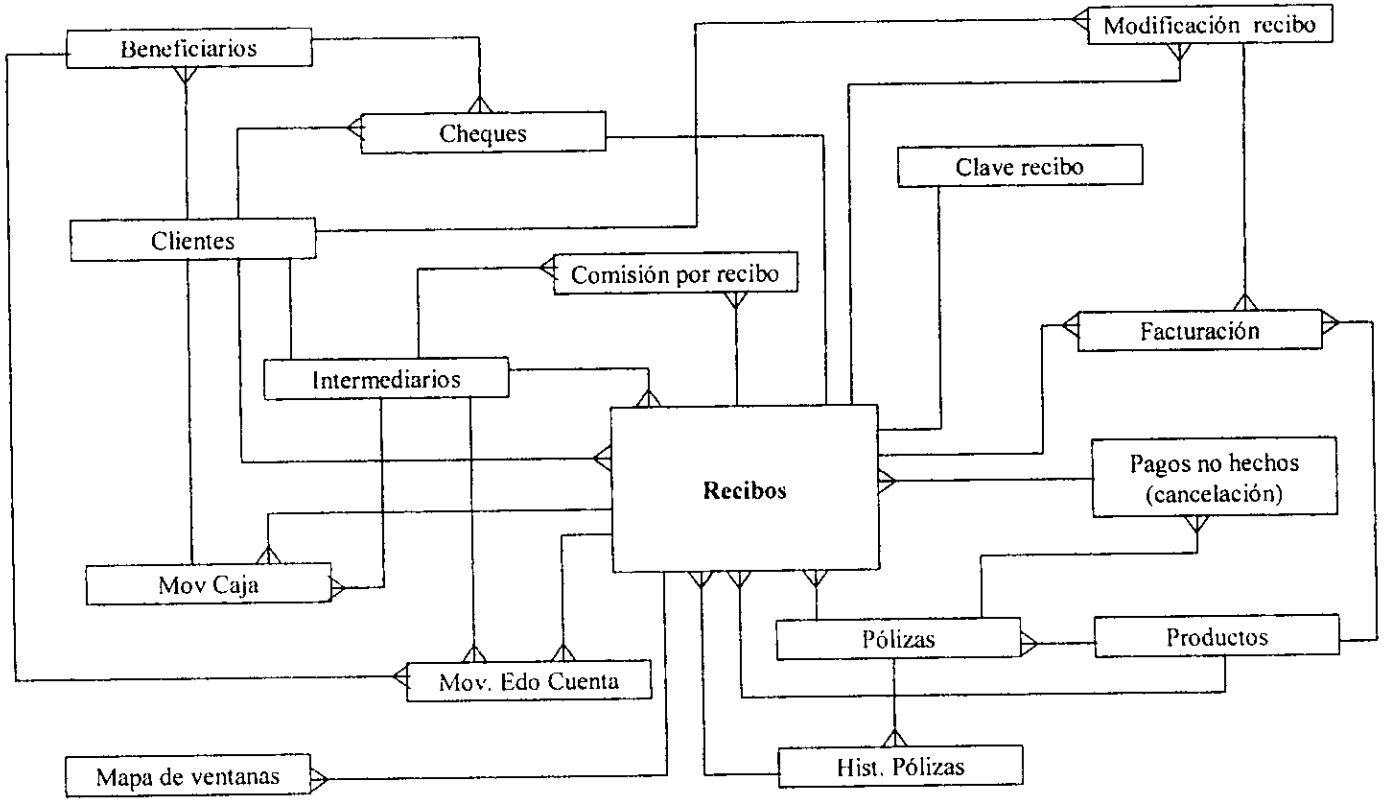 Modificación recibo
Beneficiarios
Cheques
Clave recibo
Clientes
Comisión por recibo
Facturación
Intermediarios
Recibos
Pagos no hechos
(cancelación)
Mov Caja
Pólizas
Productos
Mov. Edo Cuenta
Mapa de ventanas
Hist. Pólizas